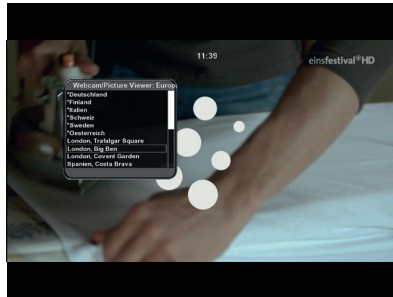 11:39
einsfestival HD
Webcam/Picture Viewer: Europa
*Deutschland
*Finland
*Italien
*Schweiz
*Sweden
*Oesterreich
London, Trafalgar Square
London, Big Ben
London, Covent Garden
Spanien, Costa Brava